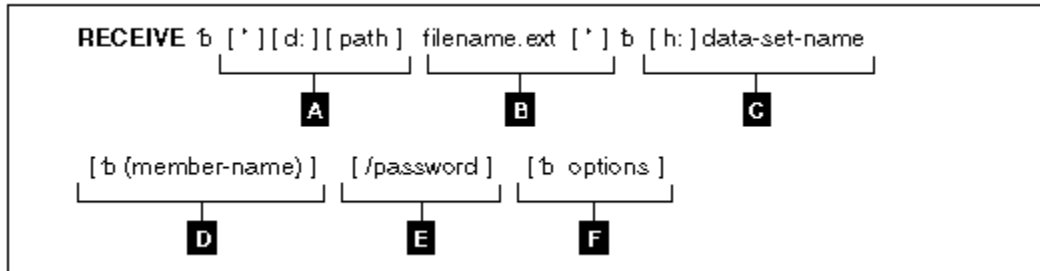 RECEIVE ␢ [ ' ] [ d: ] [ path ] filename.ext [ ' ] ␢ [ h: ] data-set-name
A B C
[ ␢ (member-name) ] [ /password ] [ ␢ options ]
D E F